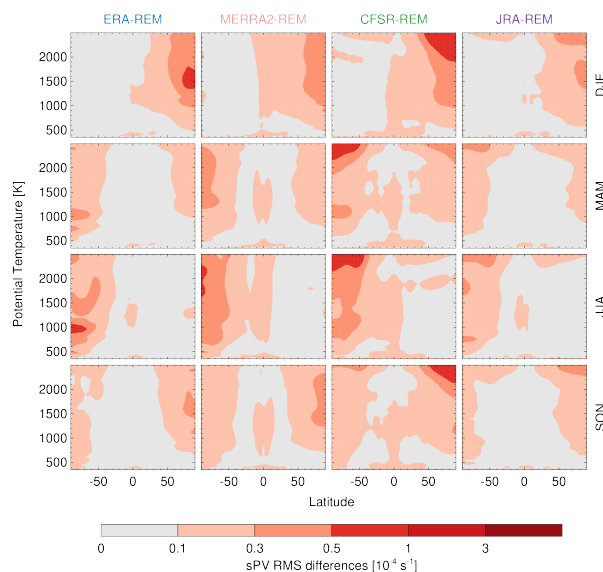 ERA-REM MERRA2-REM CFSR-REM JRA-REM
2000
1500
1000
500
DJF
2000
1500
1000
500
MAM
Potential Temperature [K]
2000
1500
1000
500
JJA
2000
1500
1000
500
SON
-50 0 50 -50 0 50 -50 0 50 -50 0 50
Latitude
0 0.1 0.3 0.5 1 3
sPV RMS differences [10⁻⁴ s⁻¹]